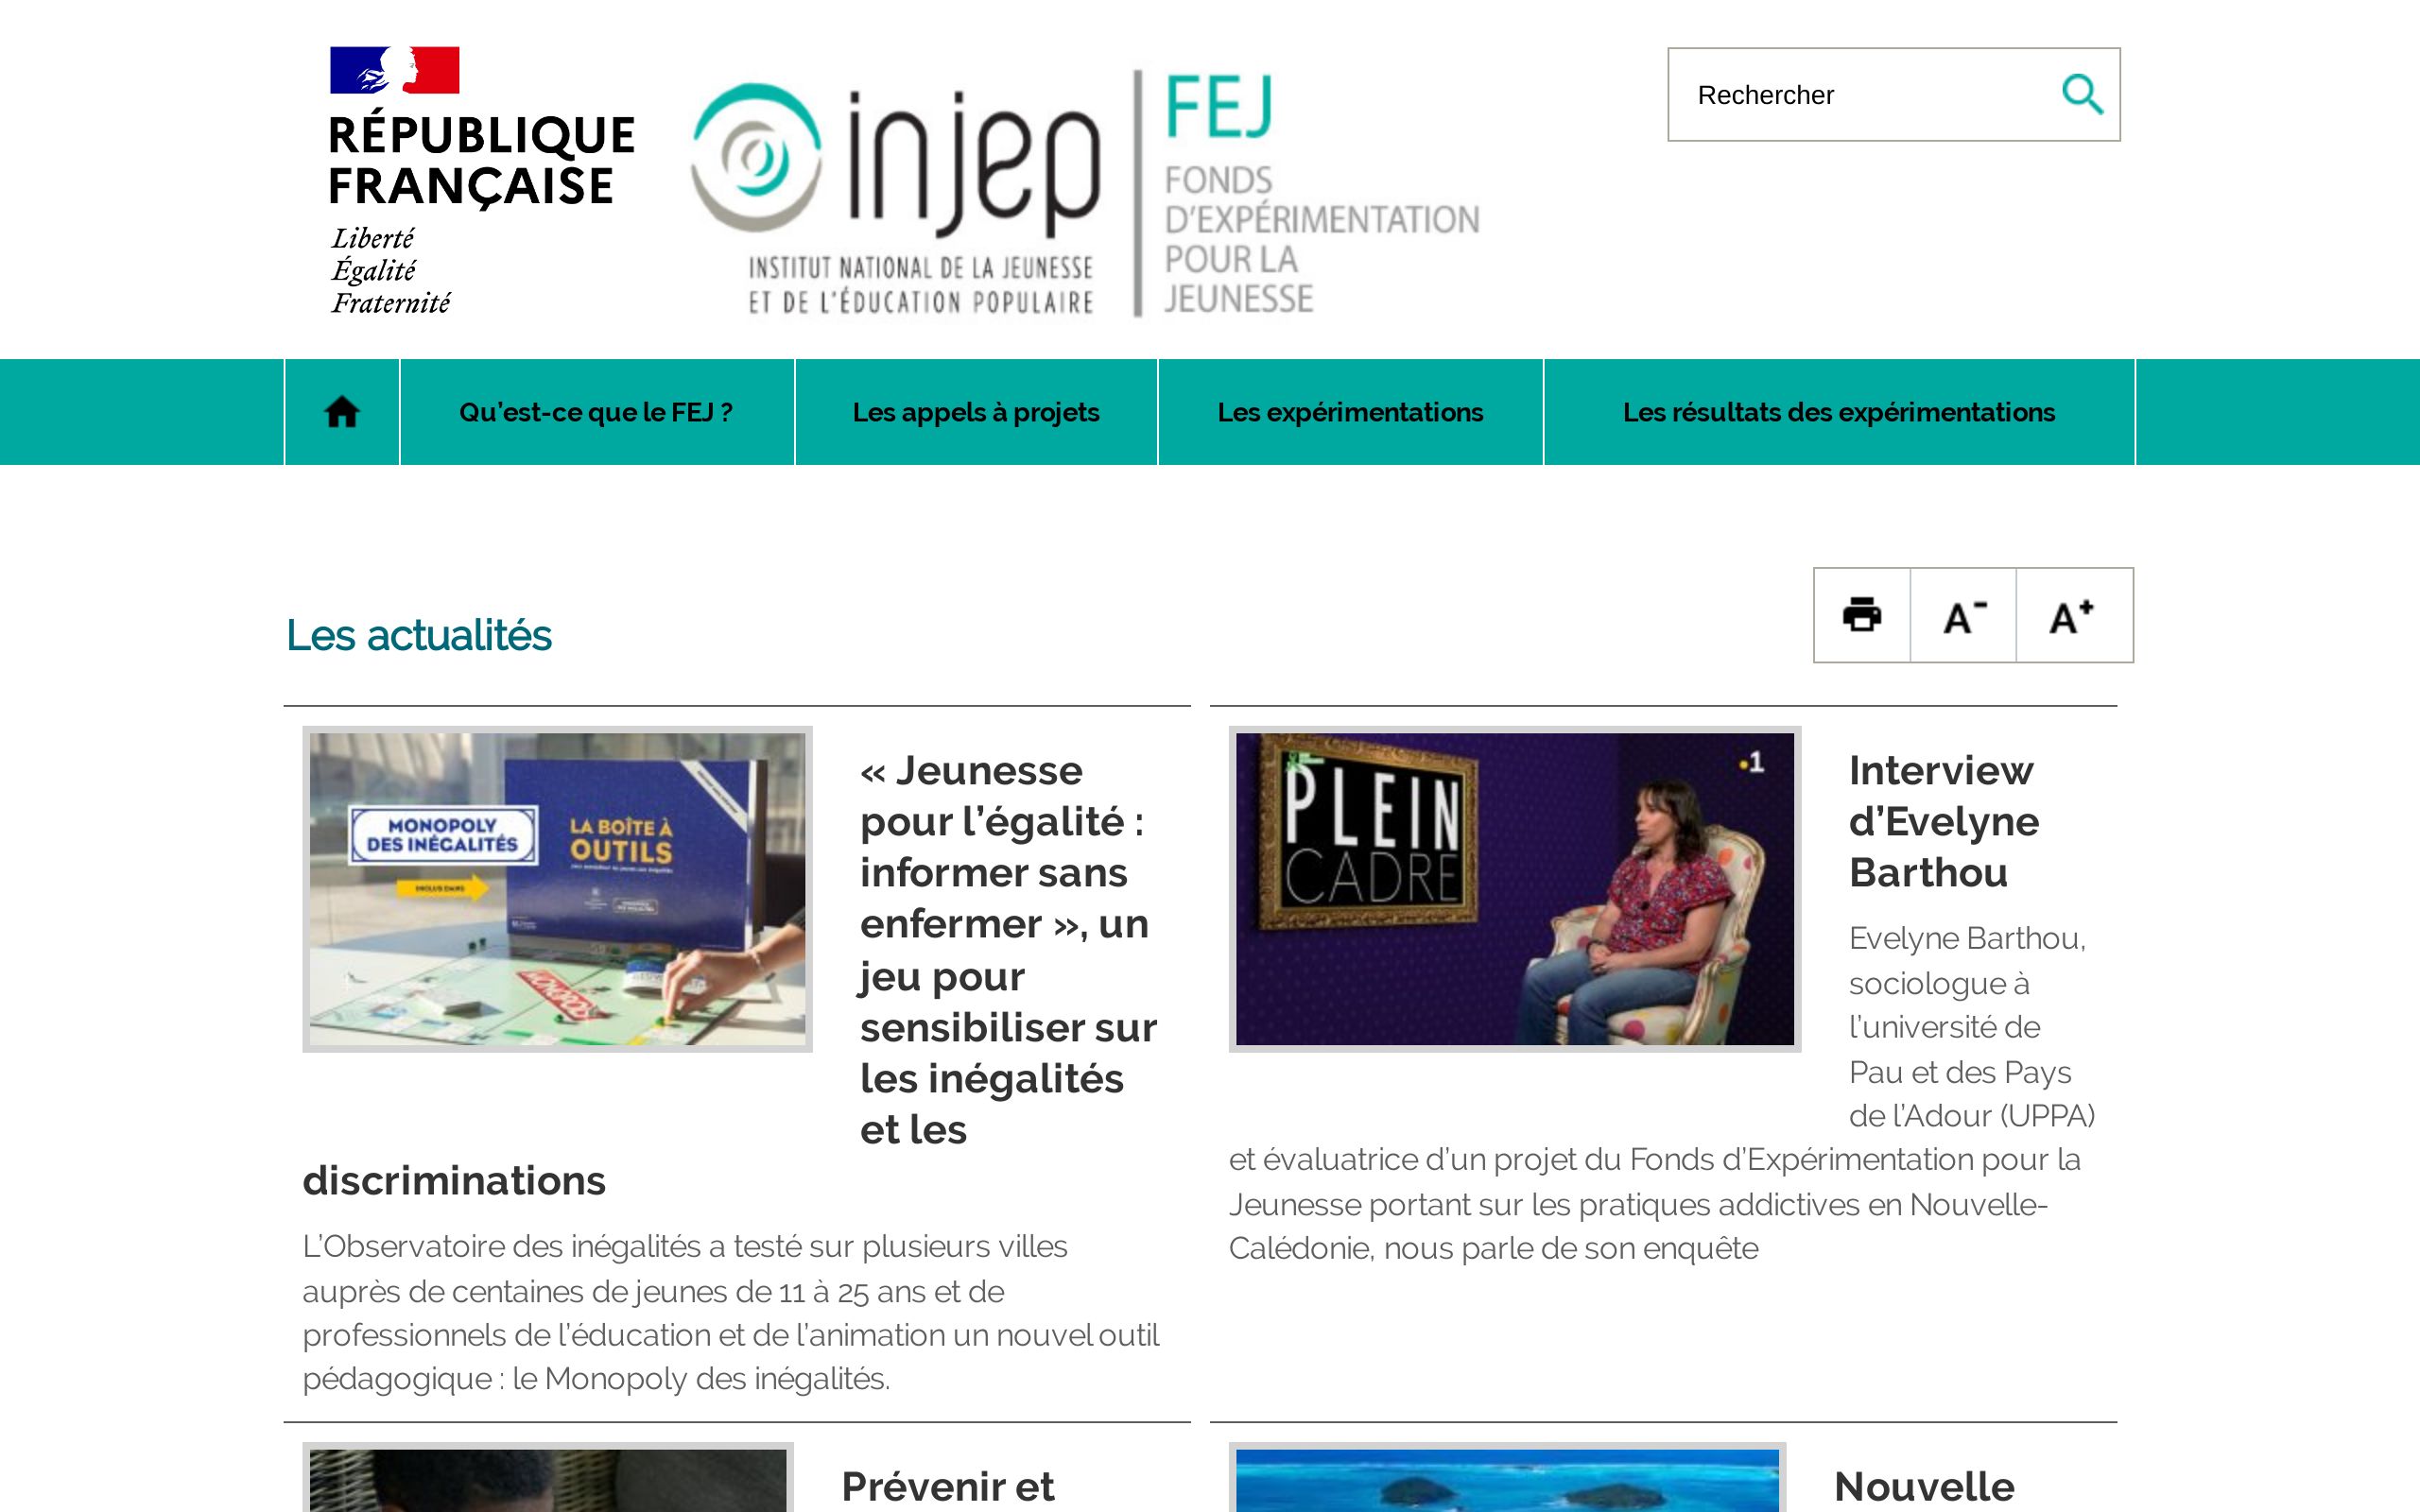 RÉPUBLIQUE
FRANÇAISE
Liberté
Égalité
Fraternité
injep
INSTITUT NATIONAL DE LA JEUNESSE
ET DE L'ÉDUCATION POPULAIRE
FEJ
FONDS
D'EXPÉRIMENTATION
POUR LA
JEUNESSE
Rechercher
Qu’est-ce que le FEJ ?
Les appels à projets
Les expérimentations
Les résultats des expérimentations
Les actualités
A-
A+
MONOPOLY
DES INÉGALITÉS
INCLUS DANS
LA BOÎTE À
OUTILS
MONOPOLY
« Jeunesse
pour l’égalité :
informer sans
enfermer », un
jeu pour
sensibiliser sur
les inégalités
et les
discriminations
L’Observatoire des inégalités a testé sur plusieurs villes
auprès de centaines de jeunes de 11 à 25 ans et de
professionnels de l’éducation et de l’animation un nouvel outil
pédagogique : le Monopoly des inégalités.
PLEIN
CADRE
1
Interview
d’Evelyne
Barthou
Evelyne Barthou,
sociologue à
l’université de
Pau et des Pays
de l’Adour (UPPA)
et évaluatrice d’un projet du Fonds d’Expérimentation pour la
Jeunesse portant sur les pratiques addictives en Nouvelle-
Calédonie, nous parle de son enquête
Prévenir et
Nouvelle